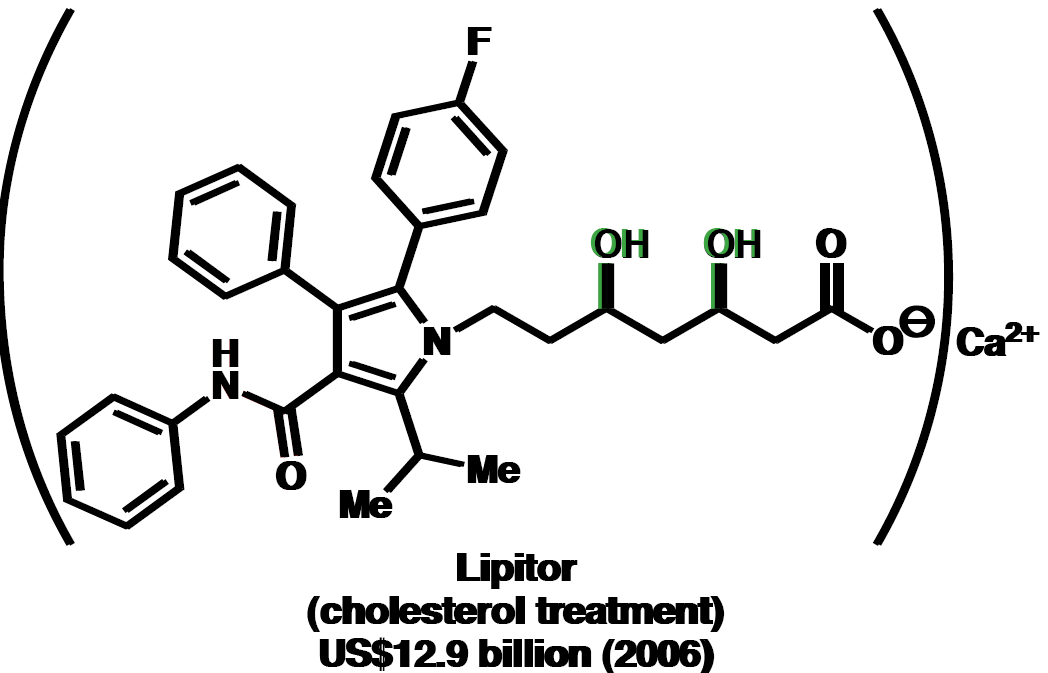 F
OH OH O
O⊖ Ca2+
N
H
N
O
Me
Me
Lipitor
(cholesterol treatment)
US$12.9 billion (2006)